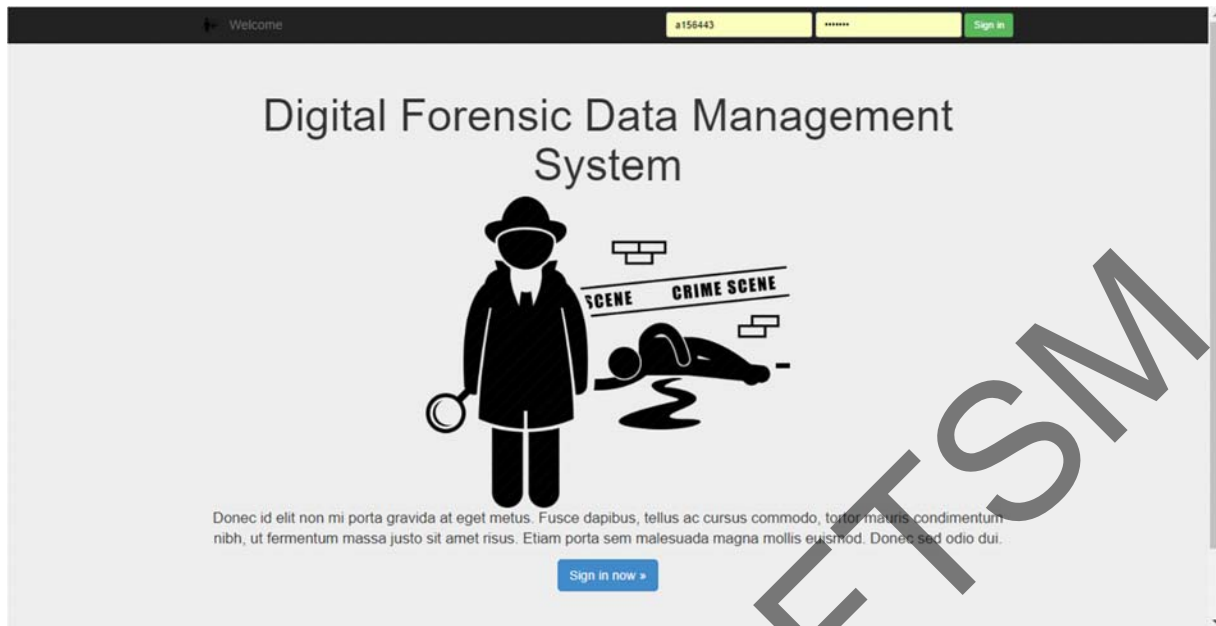 Welcome
a156443
•••••••
Sign in
Digital Forensic Data Management
System
SCENE CRIME SCENE
Donec id elit non mi porta gravida at eget metus. Fusce dapibus, tellus ac cursus commodo, tortor mauris condimentum
nibh, ut fermentum massa justo sit amet risus. Etiam porta sem malesuada magna mollis euismod. Donec sed odio dui.
Sign in now »
FTSM